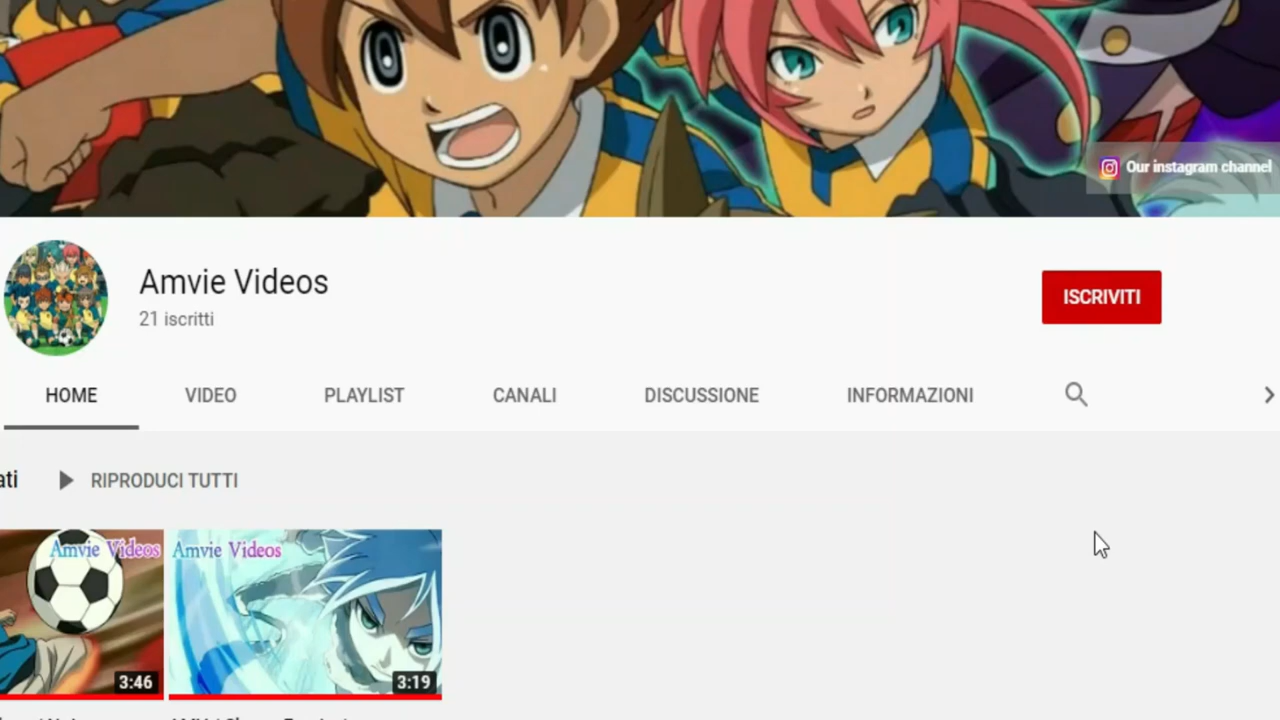 Our instagram channel
Amvie Videos
21 iscritti
ISCRIVITI
HOME VIDEO PLAYLIST CANALI DISCUSSIONE INFORMAZIONI
ati RIPRODUCI TUTTI
Amvie Videos Amvie Videos
3:46 3:19